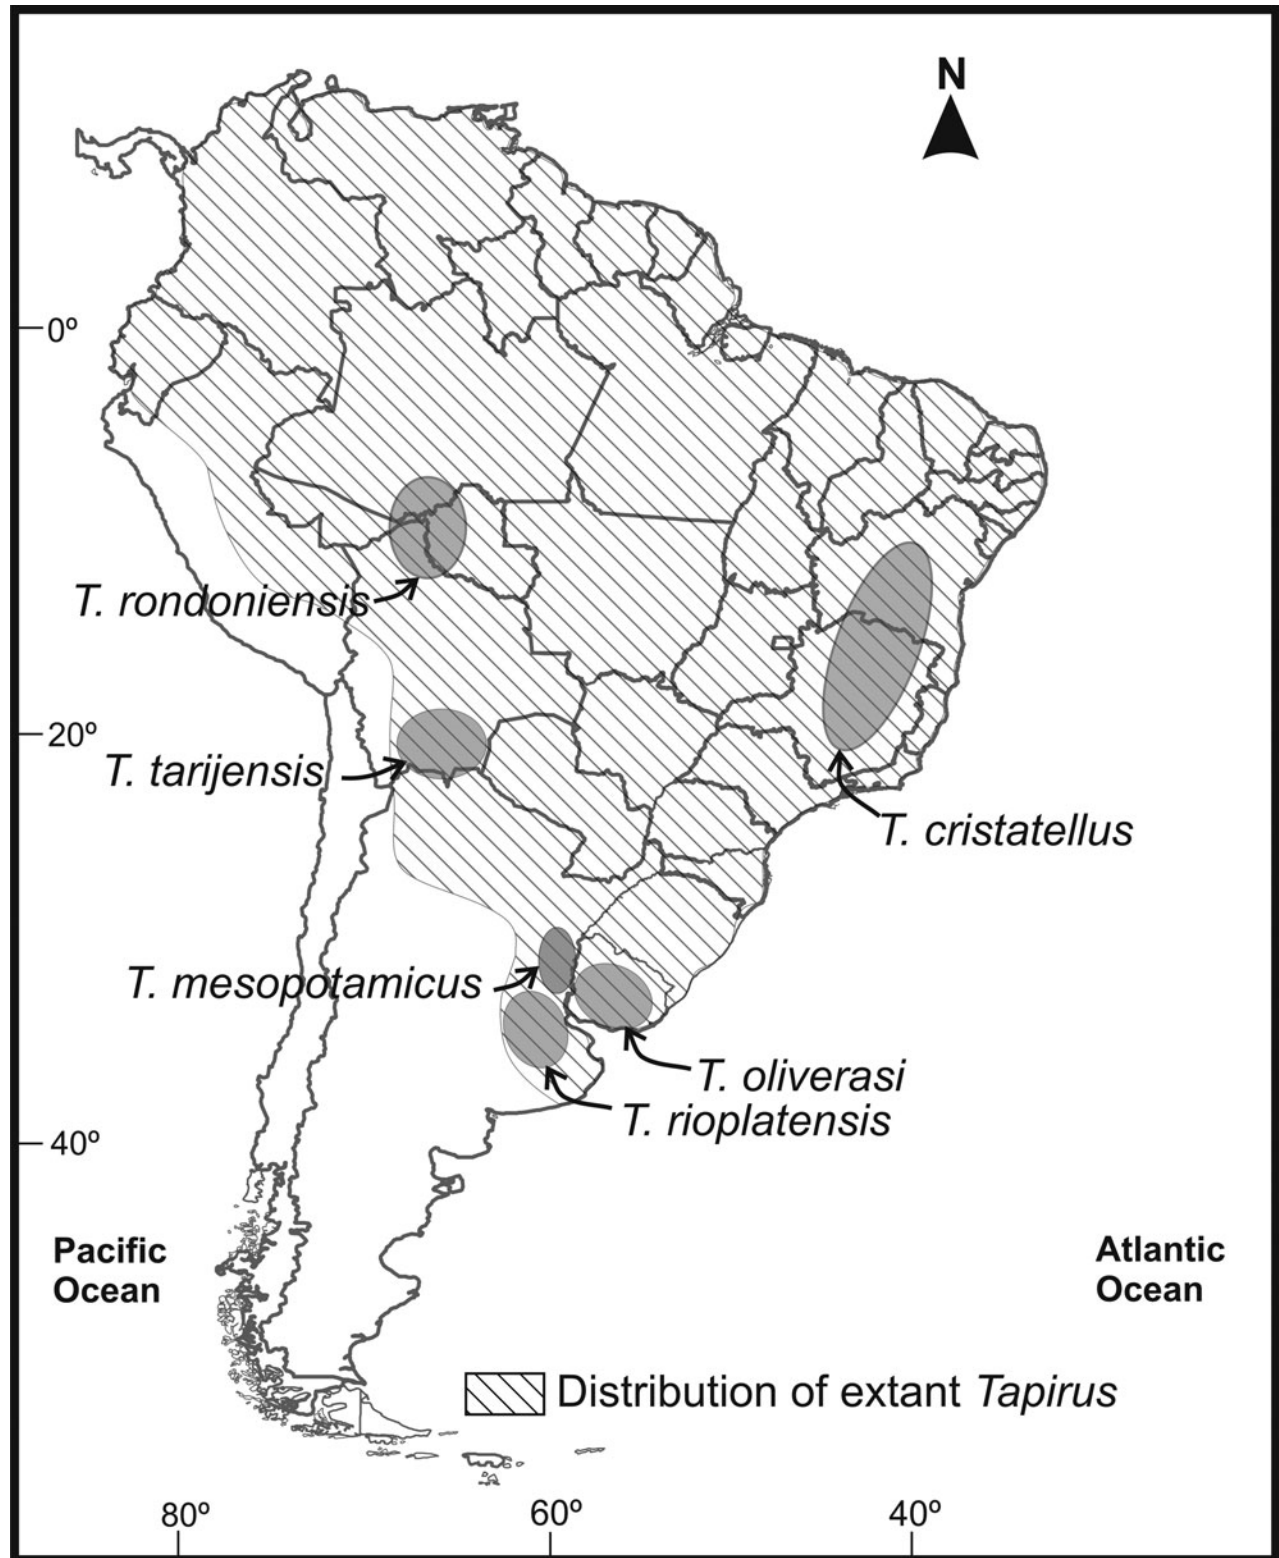 N
0º
T. rondoniensis
20º
T. tarijensis
T. cristatellus
T. mesopotamicus
T. oliverasi
T. rioplatensis
40º
Pacific
Ocean
Atlantic
Ocean
Distribution of extant Tapirus
80º
60º
40º